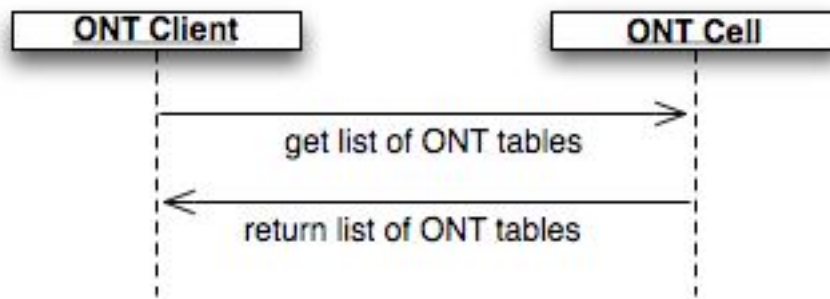 ONT Client
ONT Cell
get list of ONT tables
return list of ONT tables